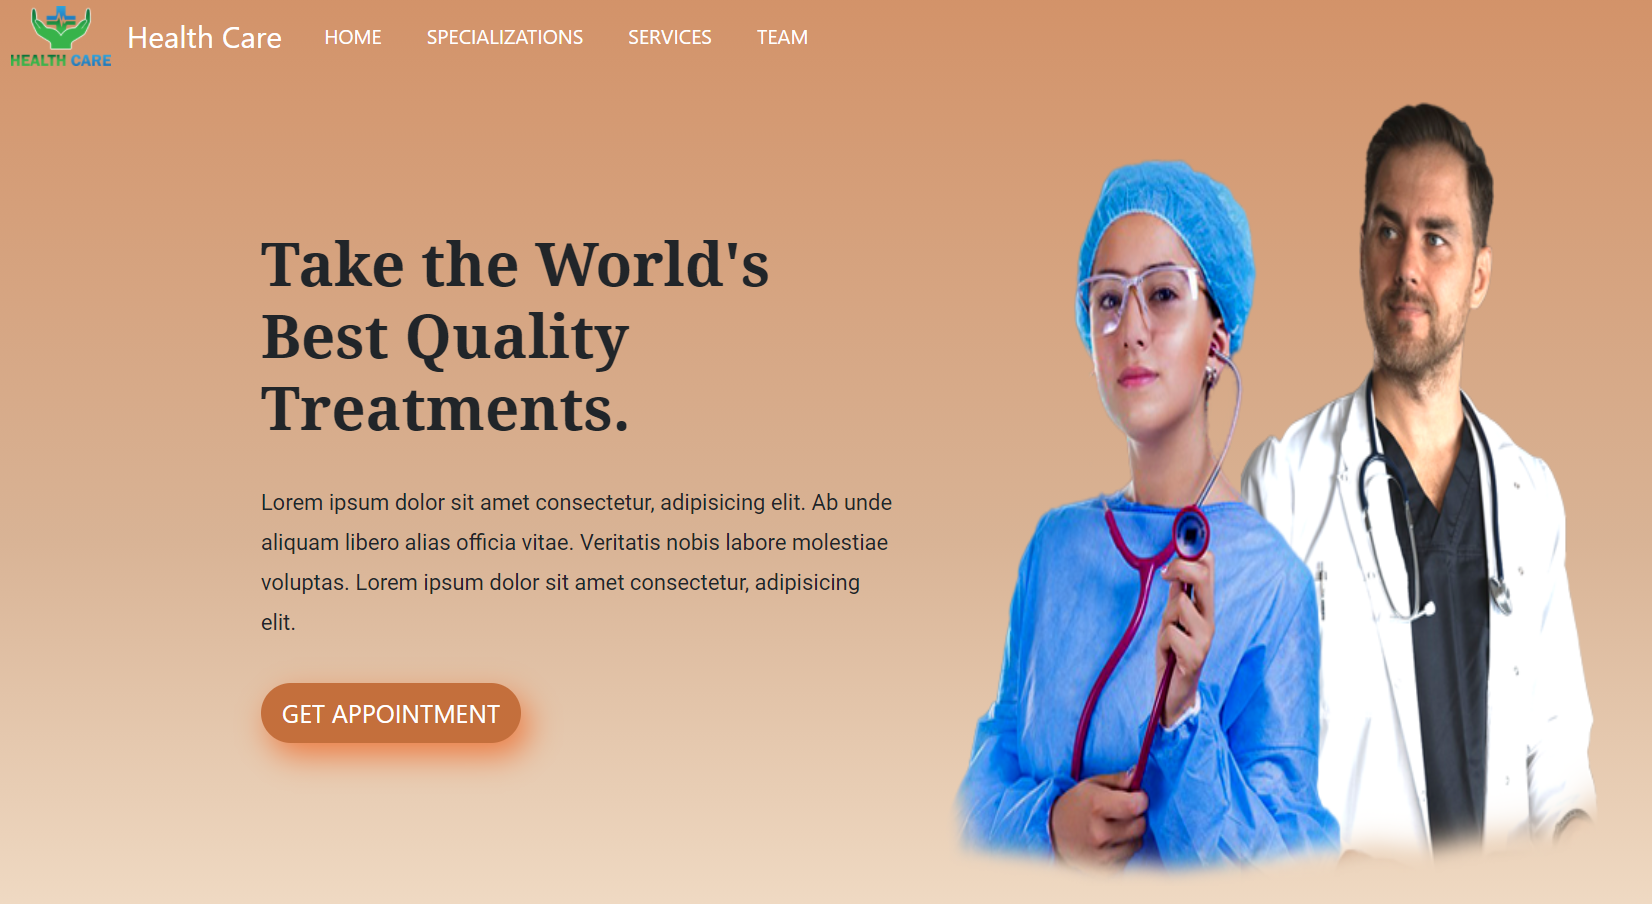 HEALTH CARE
Health Care
HOME
SPECIALIZATIONS
SERVICES
TEAM
Take the World's
Best Quality
Treatments.
Lorem ipsum dolor sit amet consectetur, adipisicing elit. Ab unde
aliquam libero alias officia vitae. Veritatis nobis labore molestiae
voluptas. Lorem ipsum dolor sit amet consectetur, adipisicing
elit.
GET APPOINTMENT